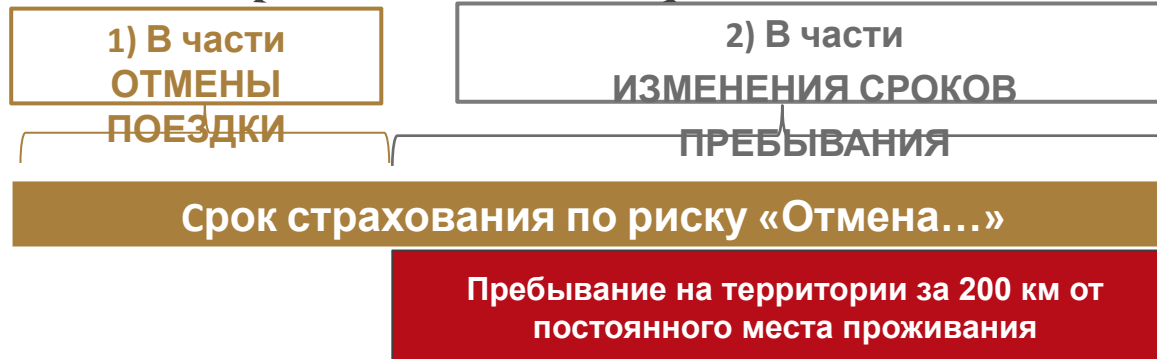 1) В части
ОТМЕНЫ
ПОЕЗДКИ
2) В части
ИЗМЕНЕНИЯ СРОКОВ
ПРЕБЫВАНИЯ
Срок страхования по риску «Отмена…»
Пребывание на территории за 200 км от
постоянного места проживания